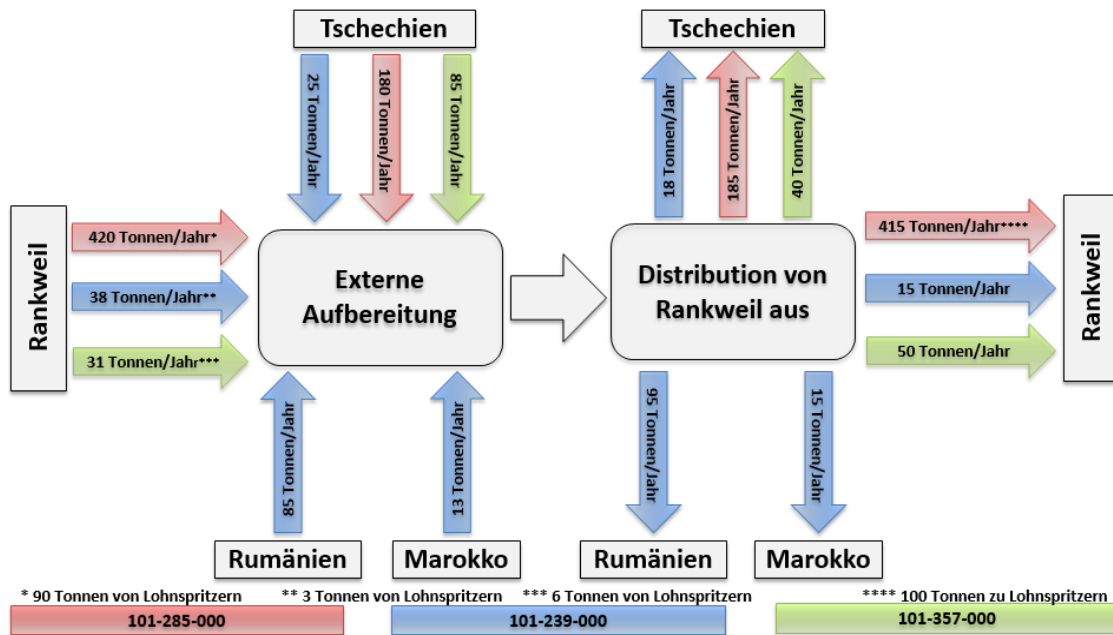 Tschechien
Tschechien
25 Tonnen/Jahr
180 Tonnen/Jahr
85 Tonnen/Jahr
18 Tonnen/Jahr
185 Tonnen/Jahr
40 Tonnen/Jahr
Rankweil
420 Tonnen/Jahr*
38 Tonnen/Jahr**
31 Tonnen/Jahr***
Externe
Aufbereitung
Distribution von
Rankweil aus
415 Tonnen/Jahr****
15 Tonnen/Jahr
50 Tonnen/Jahr
Rankweil
85 Tonnen/Jahr
13 Tonnen/Jahr
95 Tonnen/Jahr
15 Tonnen/Jahr
Rumänien
Marokko
Rumänien
Marokko
* 90 Tonnen von Lohnspritzern
** 3 Tonnen von Lohnspritzern
*** 6 Tonnen von Lohnspritzern
**** 100 Tonnen zu Lohnspritzern
101-285-000
101-239-000
101-357-000